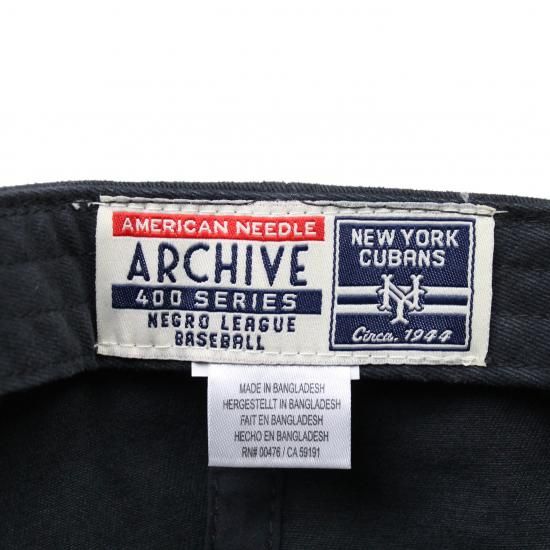 AMERICAN NEEDLE
ARCHIVE
400 SERIES
NEGRO LEAGUE
BASEBALL
NEW YORK
CUBANS
NY
Circa. 1944
MADE IN BANGLADESH
HERGESTELLT IN BANGLADESH
FAIT EN BANGLADESH
HECHO EN BANGLADESH
RN# 00476 / CA 59191